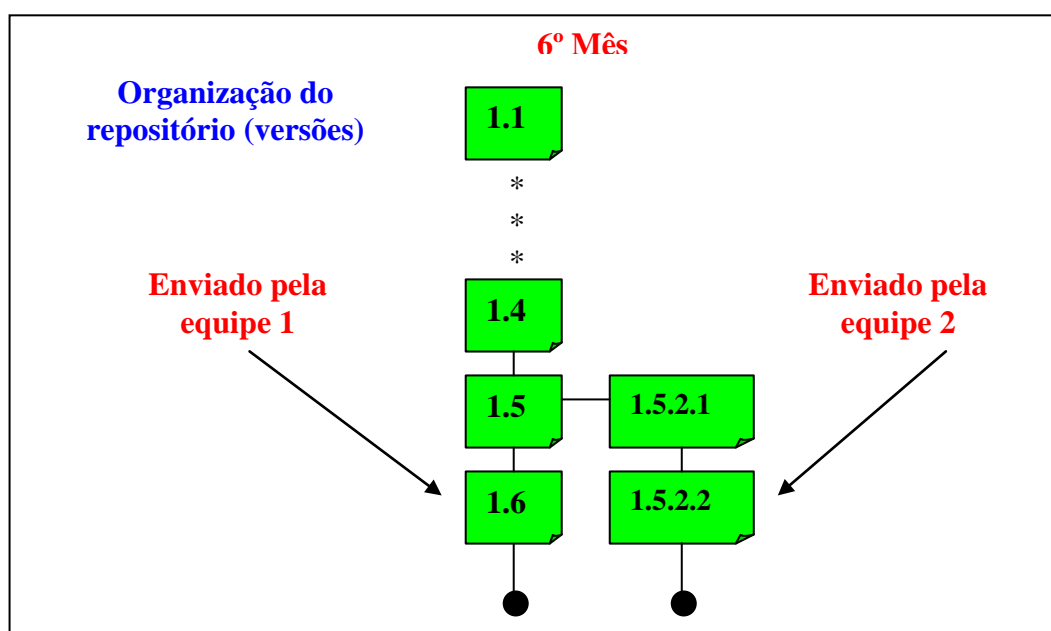 6º Mês
Organização do
repositório (versões)
1.1
*
*
*
Enviado pela
equipe 1
1.4
Enviado pela
equipe 2
1.5
1.5.2.1
1.6
1.5.2.2